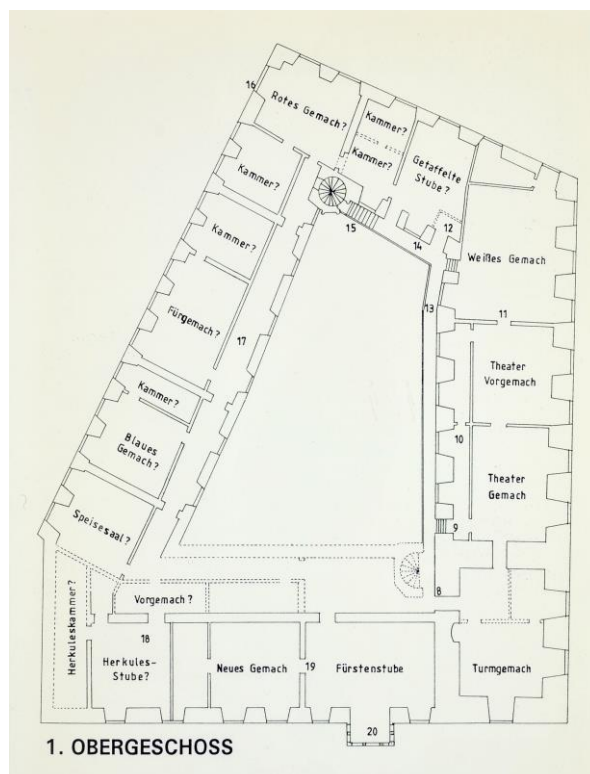 16
Rotes Gemach?
Kammer?
Kammer?
Getäfelte
Stube?
Kammer?
12
15
14
Weißes Gemach
Kammer?
13
11
Fürgemach?
17
Theater
Vorgemach
Kammer?
10
Blaues
Gemach?
Theater
Gemach
Speisesaal?
9
8
Herkuleskammer?
Vorgemach?
18
Herkules-
Stube?
Neues Gemach
19
Fürstenstube
Turmgemach
20
1. OBERGESCHOSS